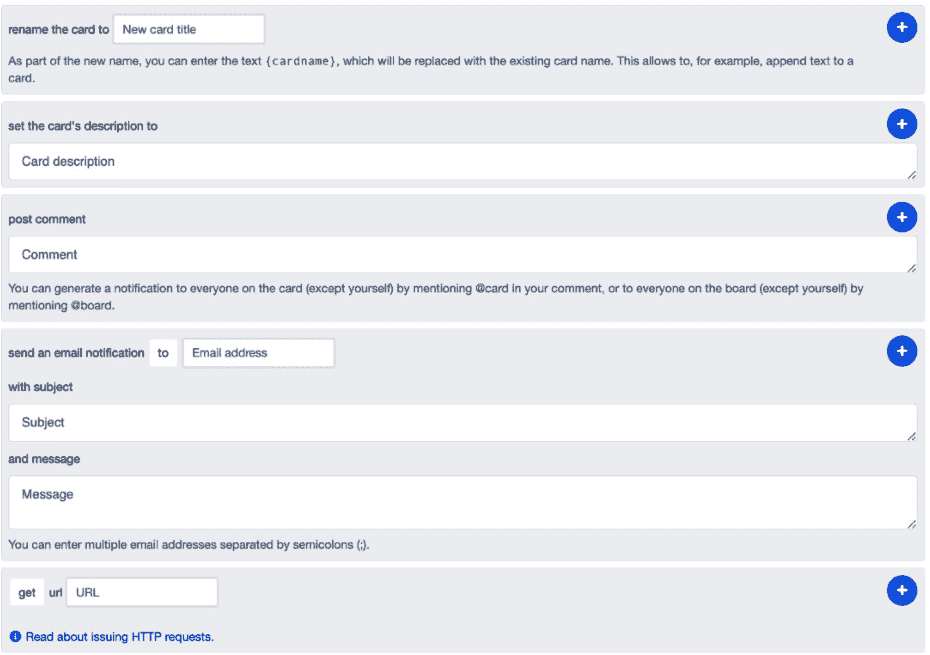 rename the card to New card title
As part of the new name, you can enter the text {cardname}, which will be replaced with the existing card name. This allows to, for example, append text to a
card.
set the card's description to
Card description
post comment
Comment
You can generate a notification to everyone on the card (except yourself) by mentioning @card in your comment, or to everyone on the board (except yourself) by
mentioning @board.
send an email notification to Email address
with subject
Subject
and message
Message
You can enter multiple email addresses separated by semicolons (;).
get url URL
Read about issuing HTTP requests.